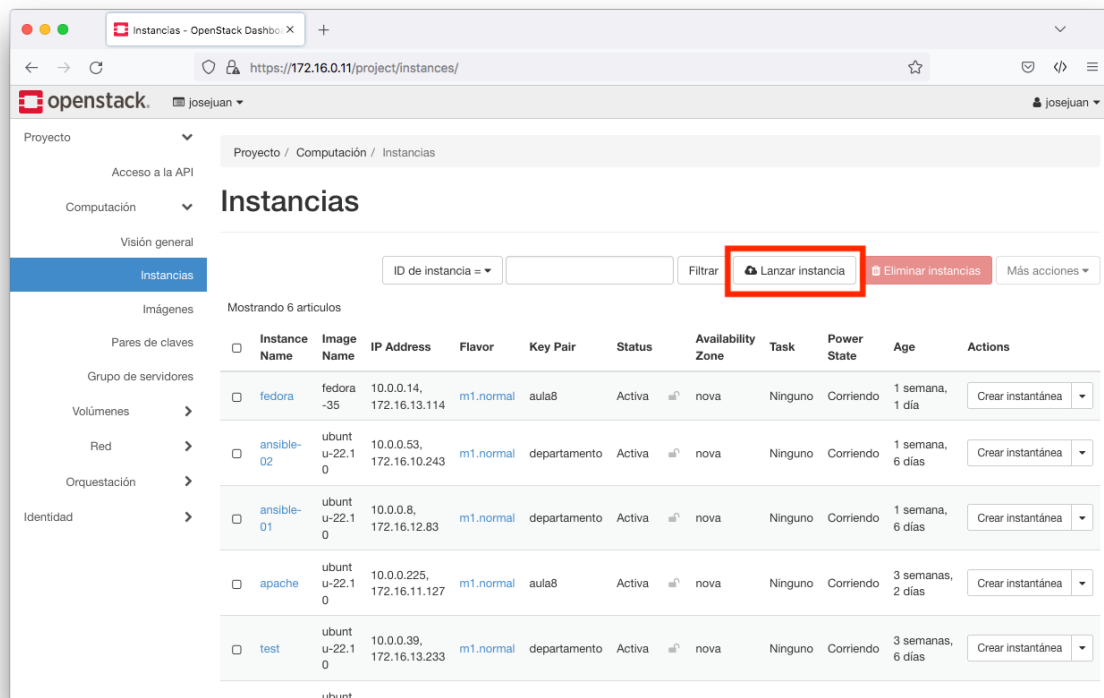 Instancias - OpenStack Dashbo
https://172.16.0.11/project/instances/
openstack. josejuan josejuan
Proyecto
Acceso a la API
Computación
Visión general
Instancias
Imágenes
Pares de claves
Grupo de servidores
Volúmenes
Red
Orquestación
Identidad
Proyecto / Computación / Instancias
Instancias
ID de instancia = Filtrar Lanzar instancia Eliminar instancias Más acciones
Mostrando 6 articulos
Instance Name Image Name IP Address Flavor Key Pair Status Availability Zone Task Power State Age Actions
fedora fedora-35 10.0.0.14, 172.16.13.114 m1.normal aula8 Activa nova Ninguno Corriendo 1 semana, 1 día Crear instantánea
ansible-02 ubuntu-22.10 10.0.0.53, 172.16.10.243 m1.normal departamento Activa nova Ninguno Corriendo 1 semana, 6 días Crear instantánea
ansible-01 ubuntu-22.10 10.0.0.8, 172.16.12.83 m1.normal departamento Activa nova Ninguno Corriendo 1 semana, 6 días Crear instantánea
apache ubuntu-22.10 10.0.0.225, 172.16.11.127 m1.normal aula8 Activa nova Ninguno Corriendo 3 semanas, 2 días Crear instantánea
test ubuntu-22.10 10.0.0.39, 172.16.13.233 m1.normal departamento Activa nova Ninguno Corriendo 3 semanas, 6 días Crear instantánea
ubunt